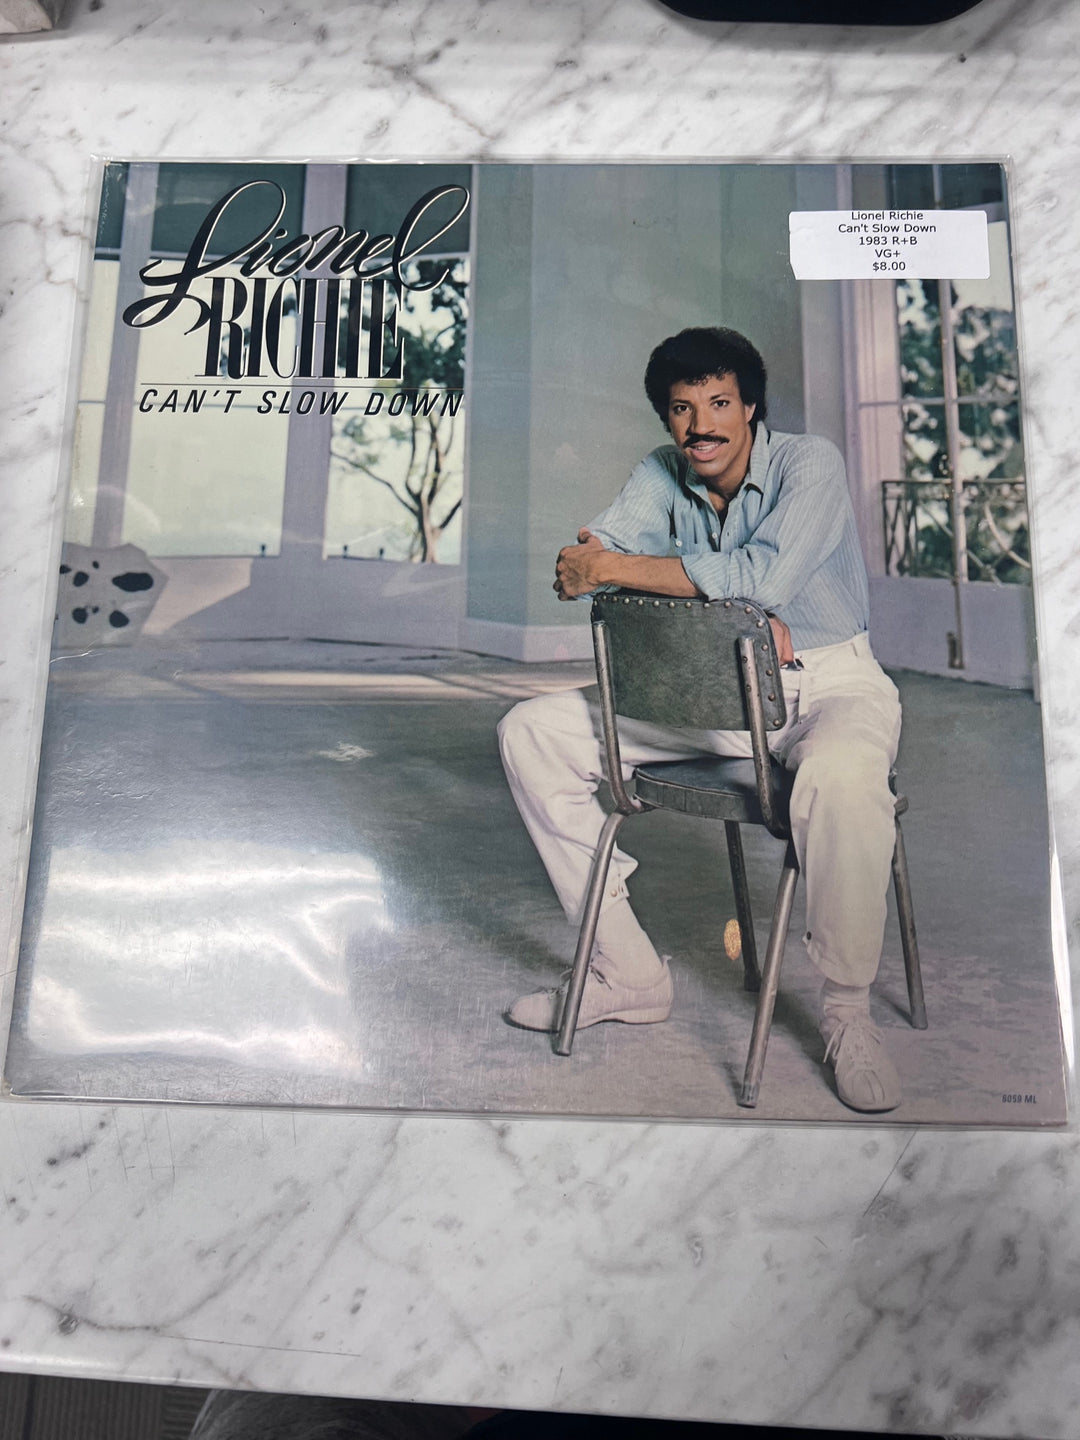 Lionel
RICHIE
CAN'T SLOW DOWN
Lionel Richie
Can't Slow Down
1983 R+B
VG+
$8.00
6059 ML